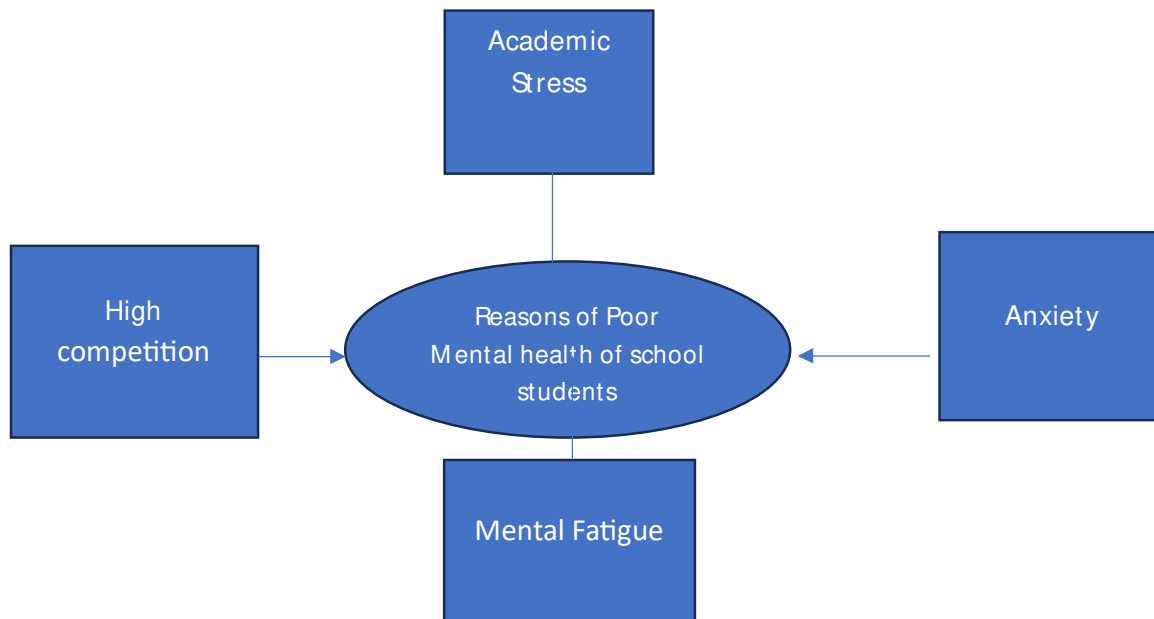 Academic
Stress
High
competition
Reasons of Poor
Mental health of school
students
Anxiety
Mental Fatigue